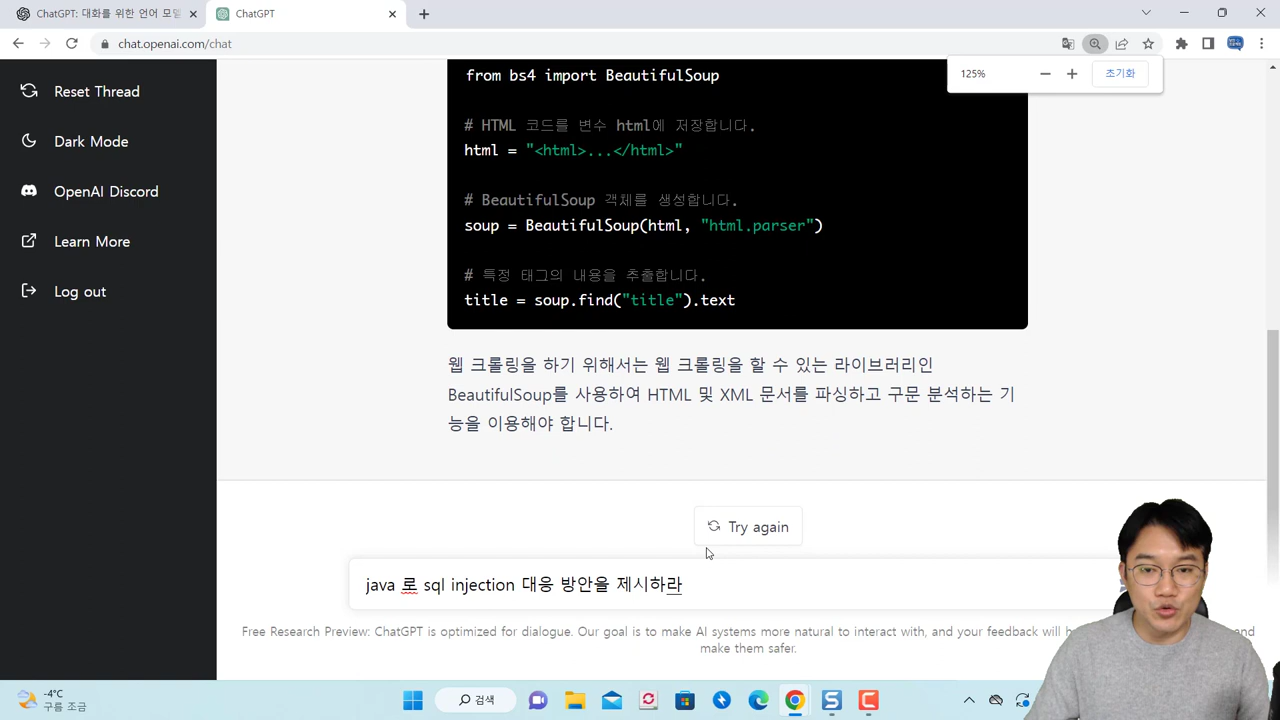 ChatGPT: 대화를 위한 언어 모델
ChatGPT
chat.openai.com/chat
125%
초기화
Reset Thread
Dark Mode
OpenAI Discord
Learn More
Log out
from bs4 import BeautifulSoup
# HTML 코드를 변수 html에 저장합니다.
html = "<html>...</html>"
# BeautifulSoup 객체를 생성합니다.
soup = BeautifulSoup(html, "html.parser")
# 특정 태그의 내용을 추출합니다.
title = soup.find("title").text
웹 크롤링을 하기 위해서는 웹 크롤링을 할 수 있는 라이브러리인
BeautifulSoup를 사용하여 HTML 및 XML 문서를 파싱하고 구문 분석하는 기
능을 이용해야 합니다.
Try again
java 로 sql injection 대응 방안을 제시하라
Free Research Preview: ChatGPT is optimized for dialogue. Our goal is to make AI systems more natural to interact with, and your feedback will and
make them safer.
-4°C
구름 조금
검색